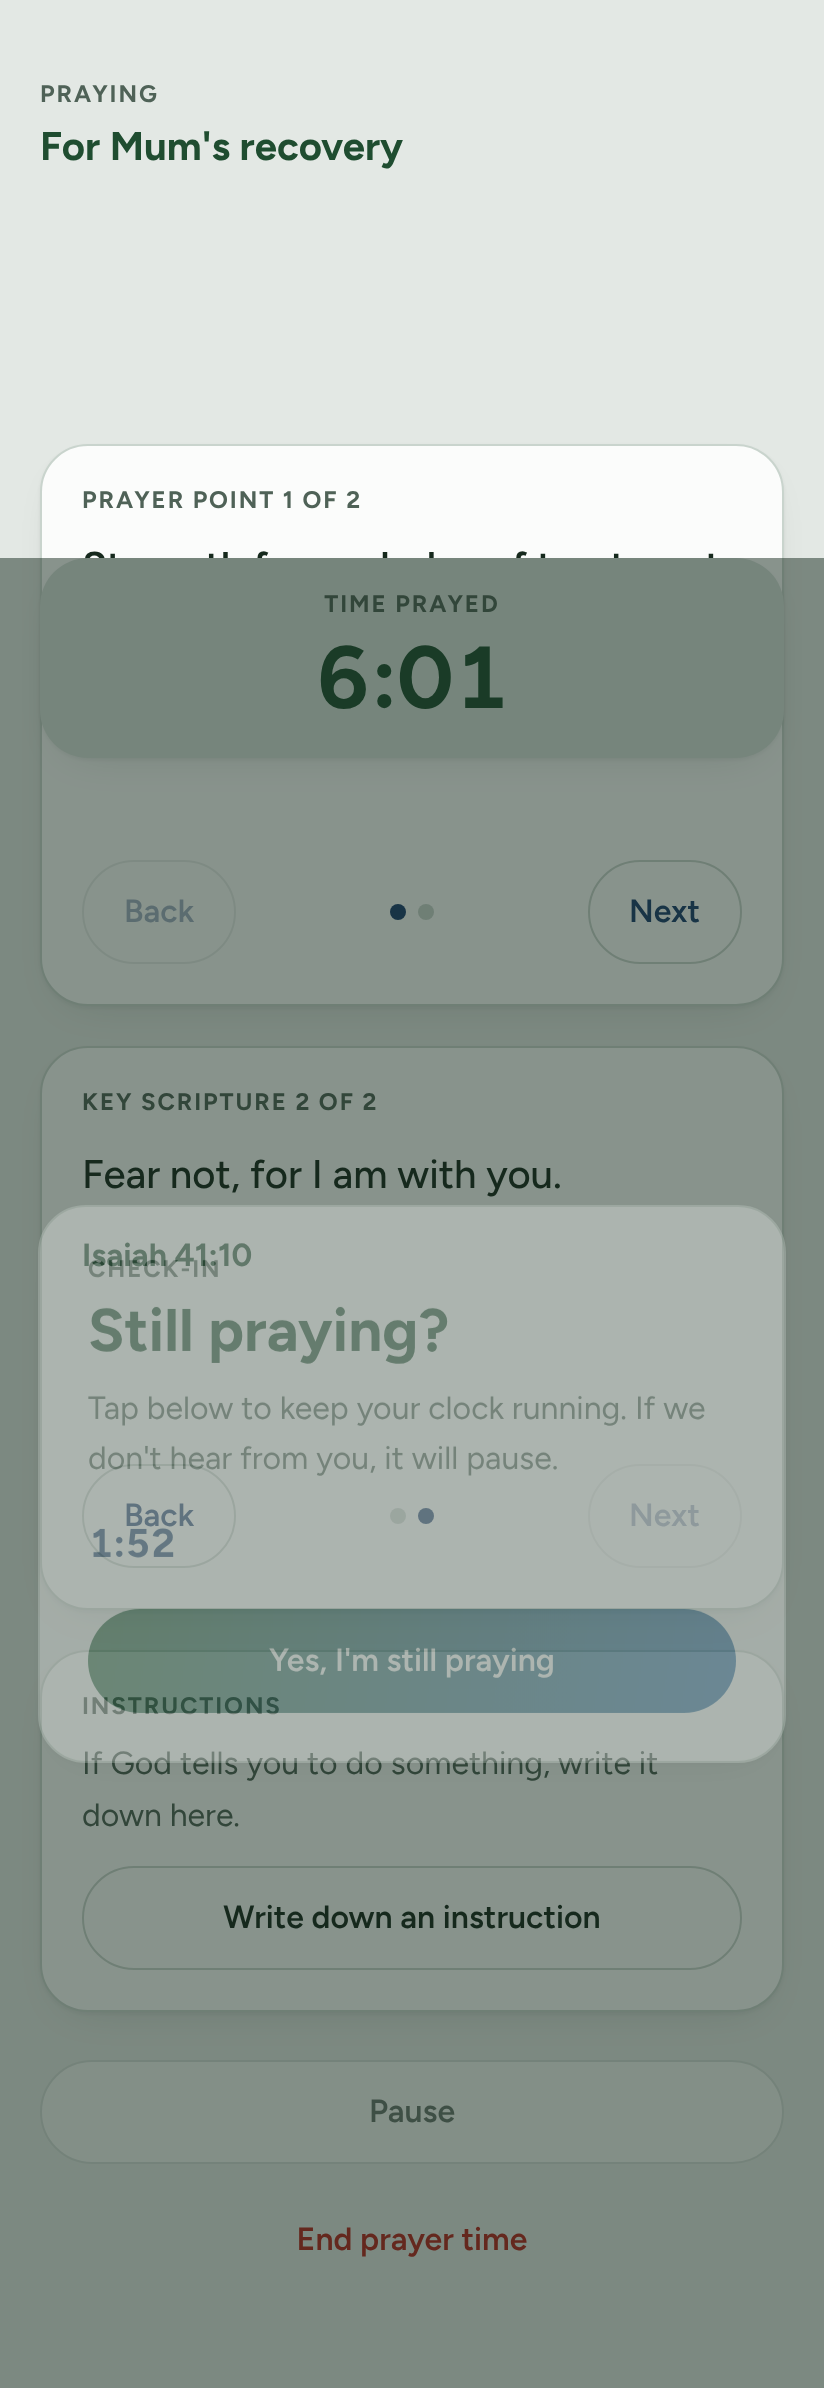 PRAYING
For Mum's recovery
PRAYER POINT 1 OF 2
TIME PRAYED
6:01
Back
Next
KEY SCRIPTURE 2 OF 2
Fear not, for I am with you.
Isaiah 41:10
CHECK-IN
Still praying?
Tap below to keep your clock running. If we
don't hear from you, it will pause.
Back
Next
1:52
Yes, I'm still praying
INSTRUCTIONS
If God tells you to do something, write it
down here.
Write down an instruction
Pause
End prayer time